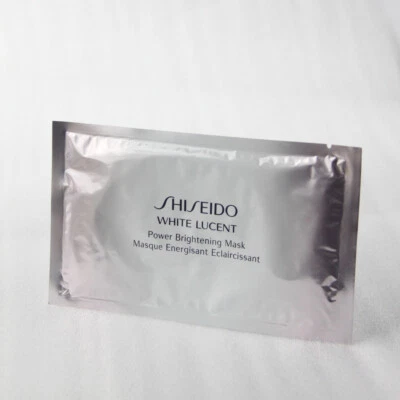 SHISEIDO
WHITE LUCENT
Power Brightening Mask
Masque Energisant Eclaircissant